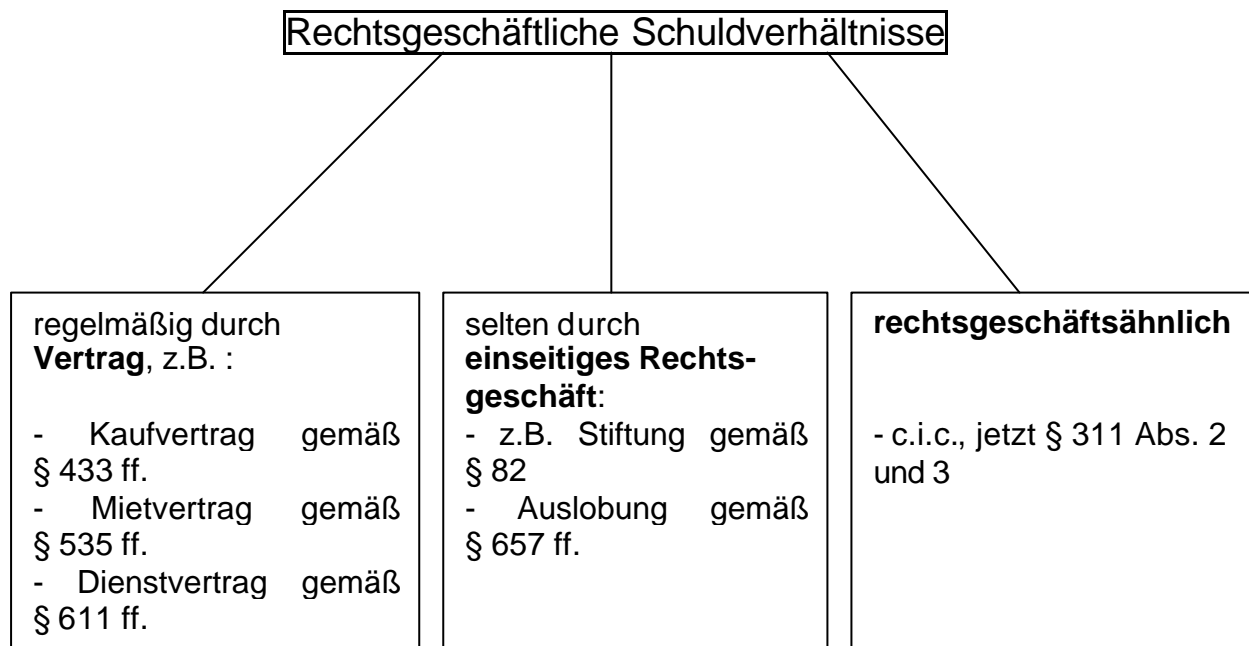 Rechtsgeschäftliche Schuldverhältnisse
regelmäßig durch
Vertrag, z.B. :
- Kaufvertrag gemäß
§ 433 ff.
- Mietvertrag gemäß
§ 535 ff.
- Dienstvertrag gemäß
§ 611 ff.
selten durch
einseitiges Rechts-
geschäft:
- z.B. Stiftung gemäß
§ 82
- Auslobung gemäß
§ 657 ff.
rechtsgeschäftsähnlich
- c.i.c., jetzt § 311 Abs. 2
und 3